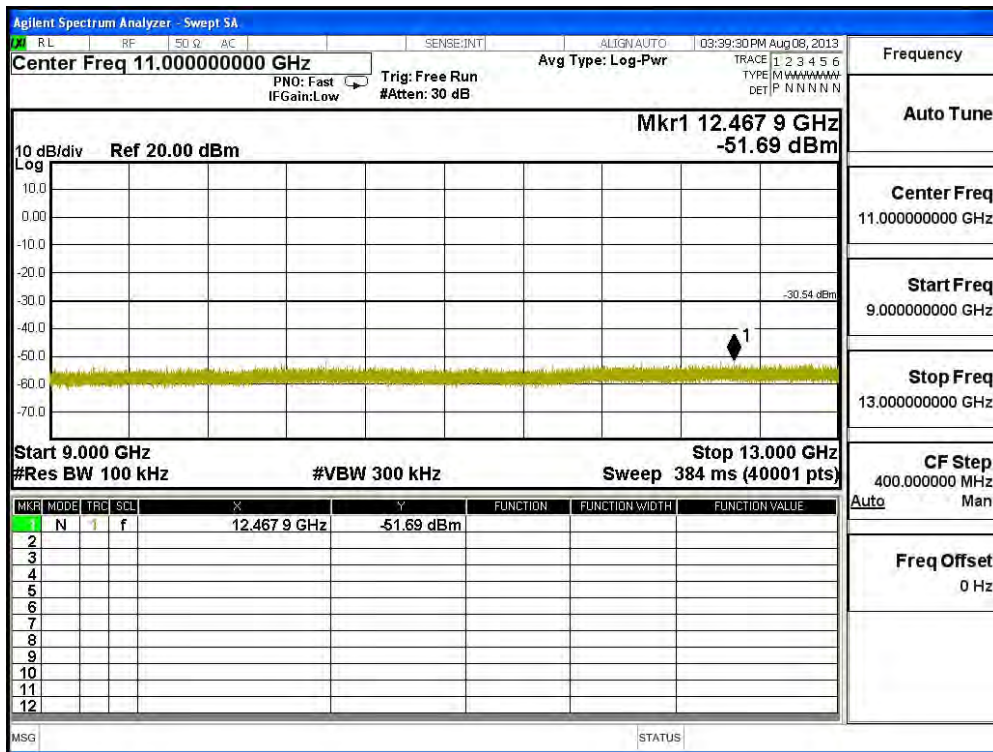 Agilent Spectrum Analyzer - Swept SA
LXI RL RF 50 Ω AC SENSE:INT ALIGN AUTO 03:39:30 PM Aug 08, 2013
Center Freq 11.000000000 GHz
PNO: Fast
IFGain:Low
Trig: Free Run
#Atten: 30 dB
Avg Type: Log-Pwr
TRACE 1 2 3 4 5 6
TYPE M WWWWW
DET P N N N N N
Mkr1 12.467 9 GHz
-51.69 dBm
10 dB/div Ref 20.00 dBm
Log
10.0
0.00
-10.0
-20.0
-30.0
-30.54 dBm
-40.0
1
-50.0
-60.0
-70.0
Start 9.000 GHz Stop 13.000 GHz
#Res BW 100 kHz #VBW 300 kHz Sweep 384 ms (40001 pts)
MKR MODE TRC SCL X Y FUNCTION FUNCTION WIDTH FUNCTION VALUE
1 N 1 f 12.467 9 GHz -51.69 dBm
2
3
4
5
6
7
8
9
10
11
12
MSG STATUS
Frequency
Auto Tune
Center Freq
11.000000000 GHz
Start Freq
9.000000000 GHz
Stop Freq
13.000000000 GHz
CF Step
400.000000 MHz
Auto Man
Freq Offset
0 Hz